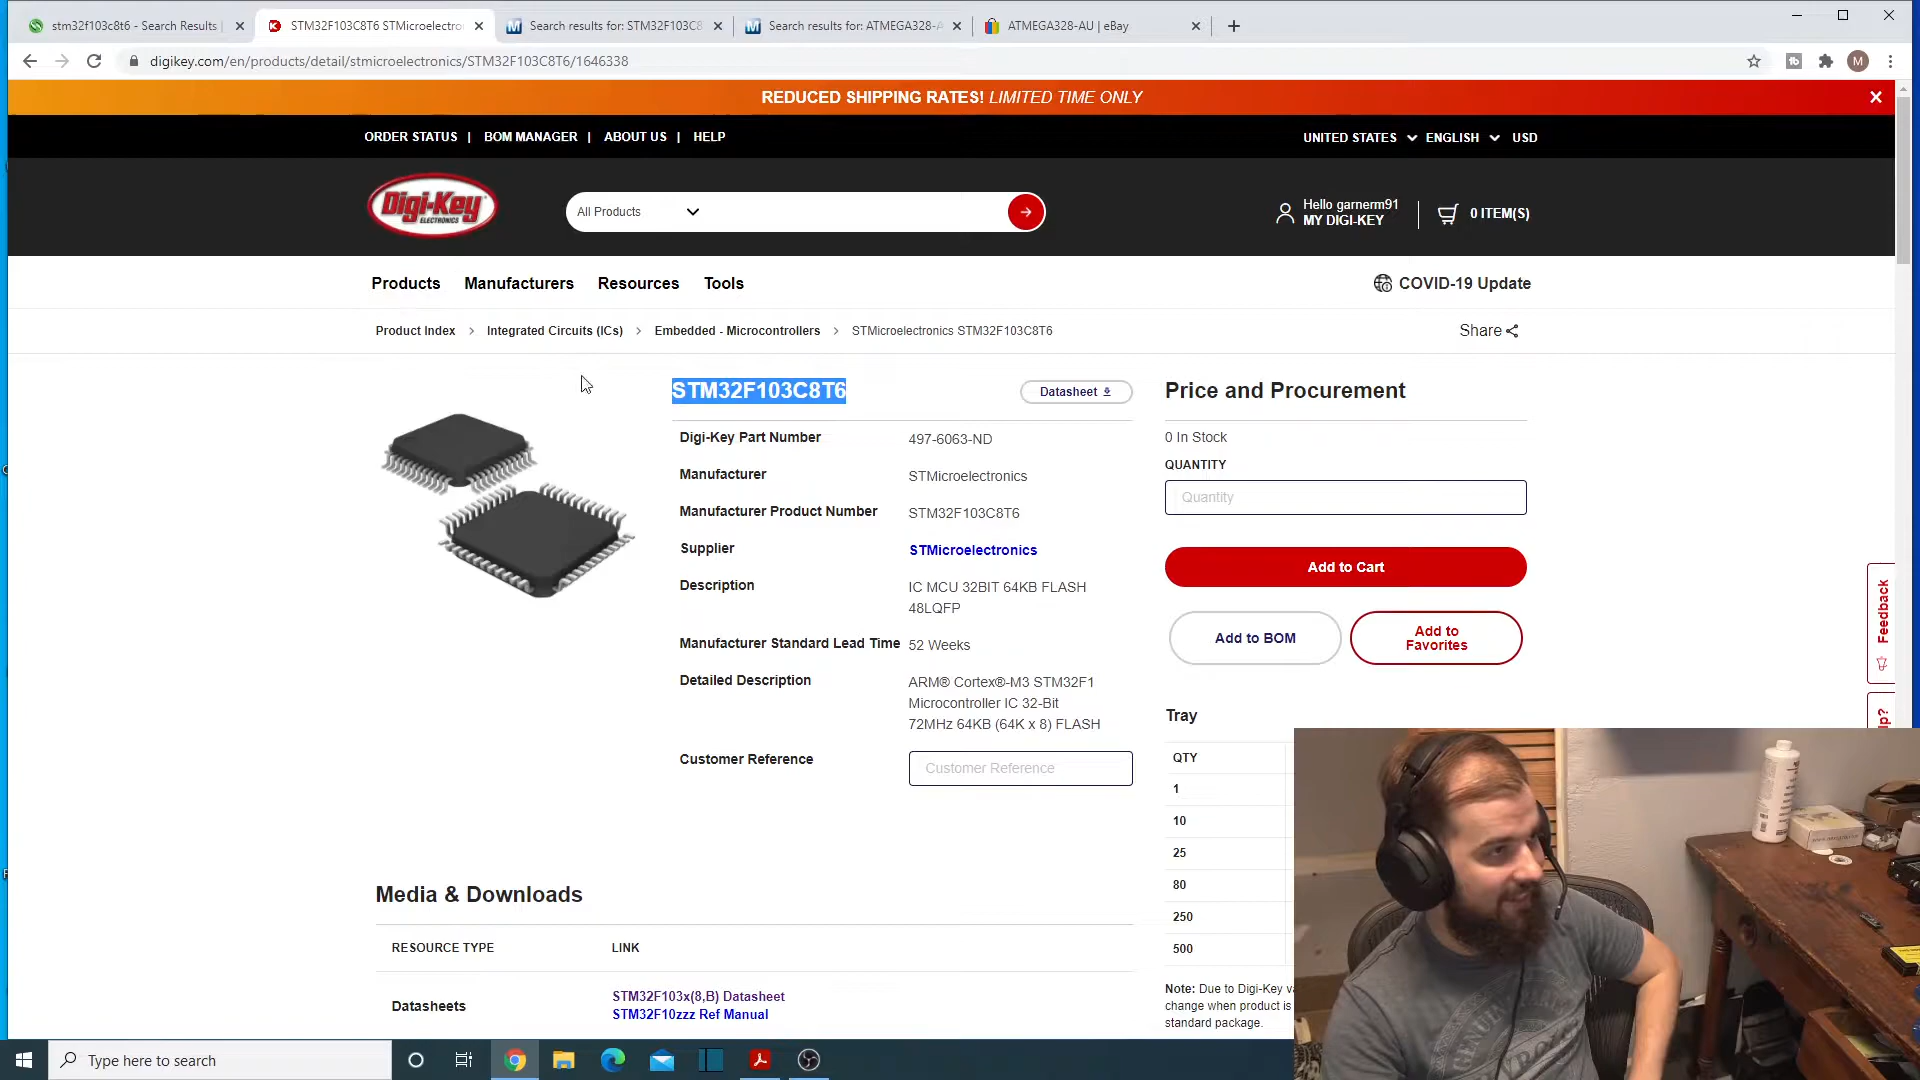 stm32f103c8t6 - Search Results |
STM32F103C8T6 STMicroelectro
Search results for: STM32F103C8
Search results for: ATMEGA328-A
ATMEGA328-AU | eBay
digikey.com/en/products/detail/stmicroelectronics/STM32F103C8T6/1646338
M
REDUCED SHIPPING RATES! LIMITED TIME ONLY
ORDER STATUS | BOM MANAGER | ABOUT US | HELP
UNITED STATES ENGLISH USD
Digi-Key
ELECTRONICS
All Products
Hello garnerm91
MY DIGI-KEY
0 ITEM(S)
Products Manufacturers Resources Tools
COVID-19 Update
Product Index > Integrated Circuits (ICs) > Embedded - Microcontrollers > STMicroelectronics STM32F103C8T6
Share
STM32F103C8T6
Datasheet
Digi-Key Part Number 497-6063-ND
Manufacturer STMicroelectronics
Manufacturer Product Number STM32F103C8T6
Supplier STMicroelectronics
Description IC MCU 32BIT 64KB FLASH
48LQFP
Manufacturer Standard Lead Time 52 Weeks
Detailed Description ARM® Cortex®-M3 STM32F1
Microcontroller IC 32-Bit
72MHz 64KB (64K x 8) FLASH
Customer Reference Customer Reference
Price and Procurement
0 In Stock
QUANTITY
Quantity
Add to Cart
Add to BOM
Add to
Favorites
Feedback
Tray
QTY
1
10
25
80
250
500
Note: Due to Digi-Key va
change when product is
standard package.
Media & Downloads
RESOURCE TYPE LINK
Datasheets
STM32F103x(8,B) Datasheet
STM32F10zzz Ref Manual
Type here to search